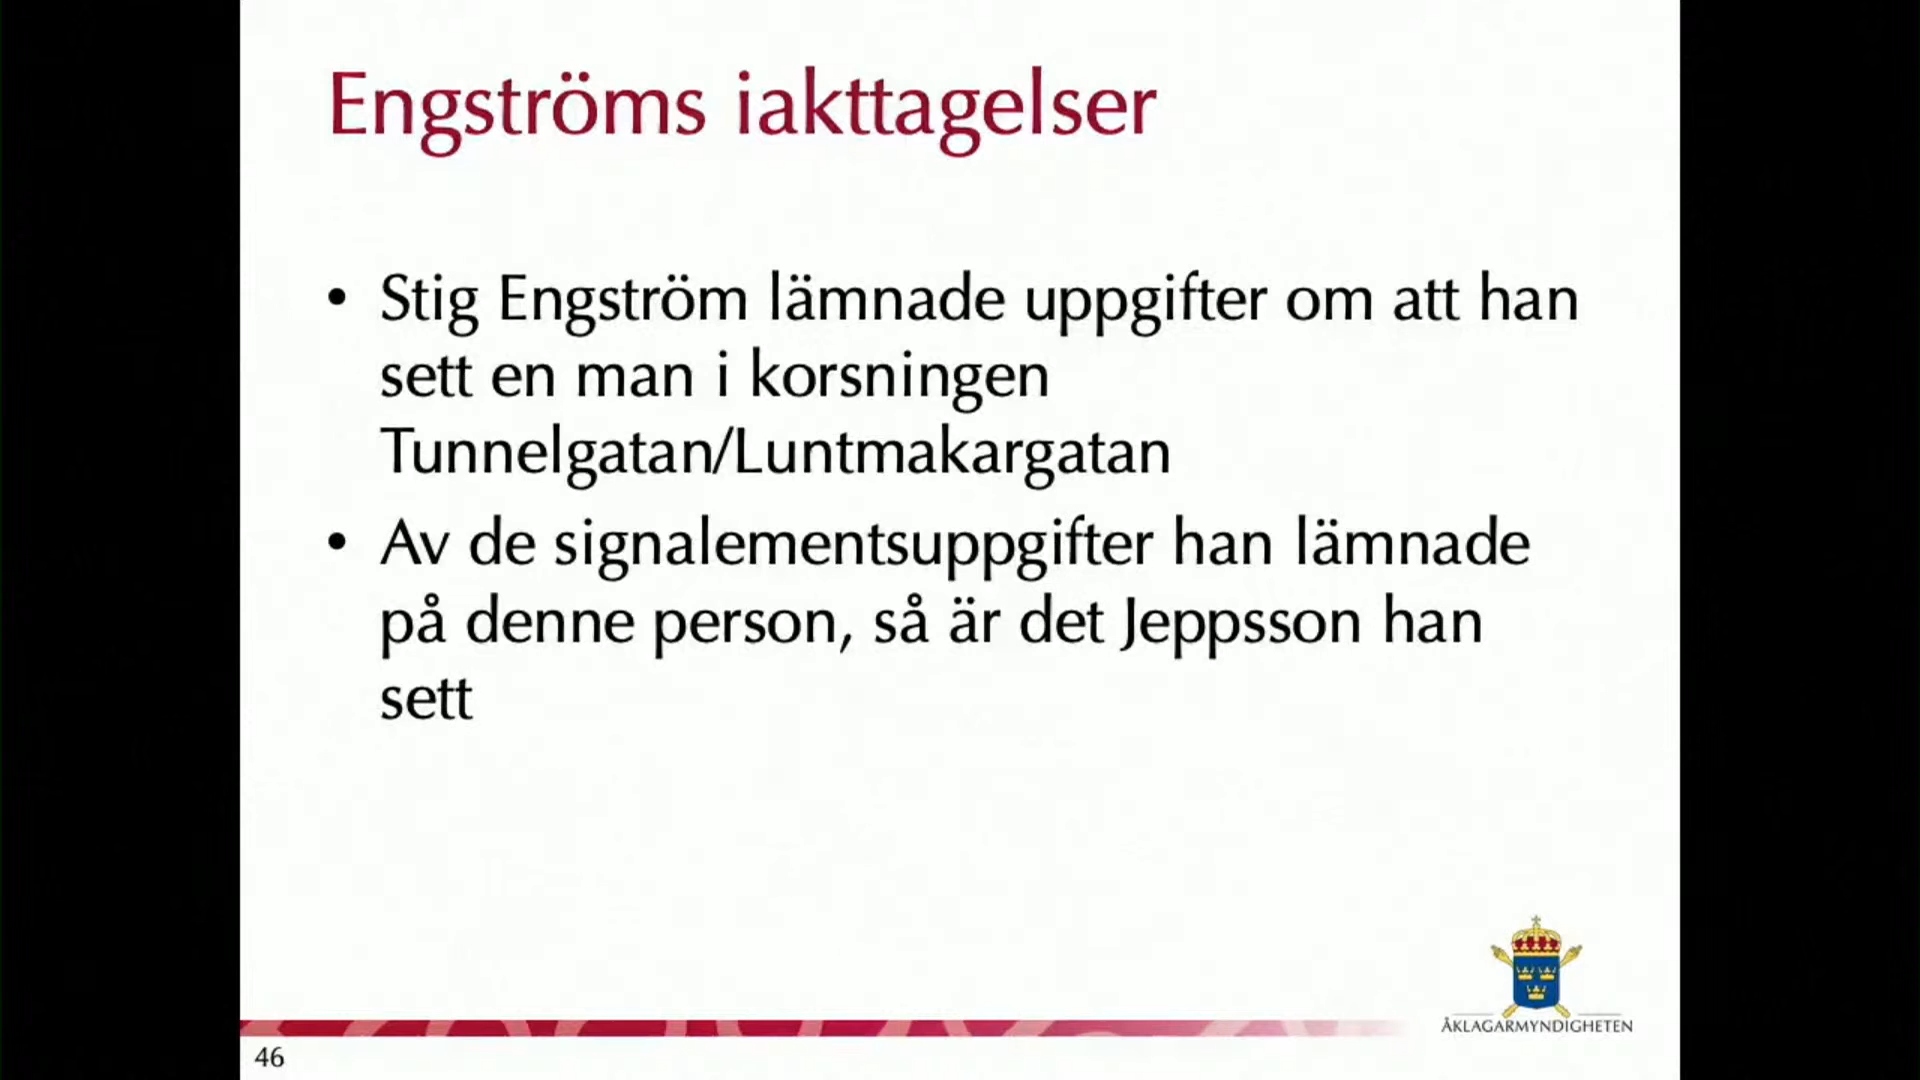 Engströms iakttagelser
• Stig Engström lämnade uppgifter om att han
sett en man i korsningen
Tunnelgatan/Luntmakargatan
• Av de signalementsuppgifter han lämnade
på denne person, så är det Jeppsson han
sett
ÅKLAGARMYNDIGHETEN
46